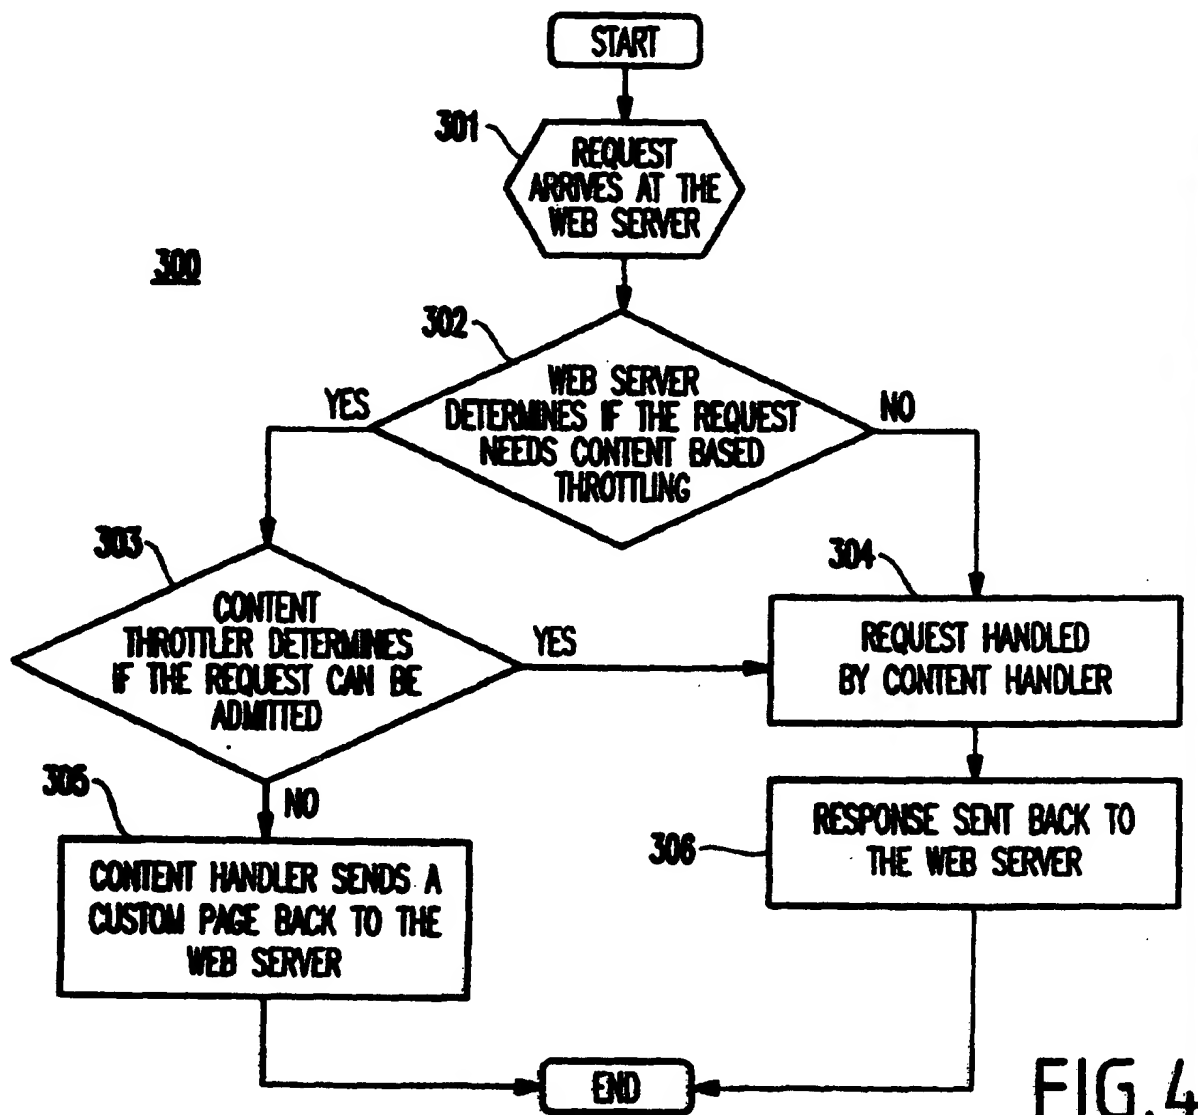 START
301
REQUEST
ARRIVES AT THE
WEB SERVER
300
302
WEB SERVER
DETERMINES IF THE REQUEST
NEEDS CONTENT BASED
THROTTLING
YES
NO
303
CONTENT
THROTTLER DETERMINES
IF THE REQUEST CAN BE
ADMITTED
YES
304
REQUEST HANDLED
BY CONTENT HANDLER
NO
305
CONTENT HANDLER SENDS A
CUSTOM PAGE BACK TO THE
WEB SERVER
306
RESPONSE SENT BACK TO
THE WEB SERVER
END
FIG.4